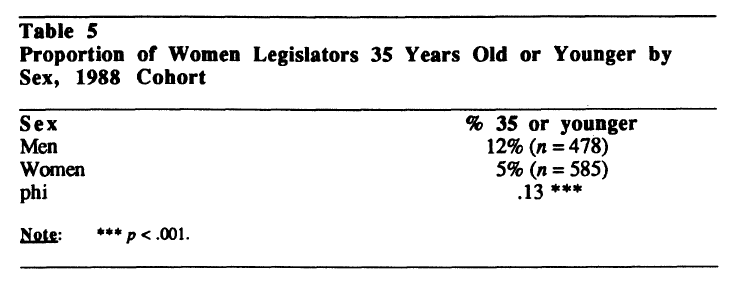 Table 5
Proportion of Women Legislators 35 Years Old or Younger by
Sex, 1988 Cohort
Sex % 35 or younger
Men 12% (n = 478)
Women 5% (n = 585)
phi .13 ***
Note: *** p < .001.